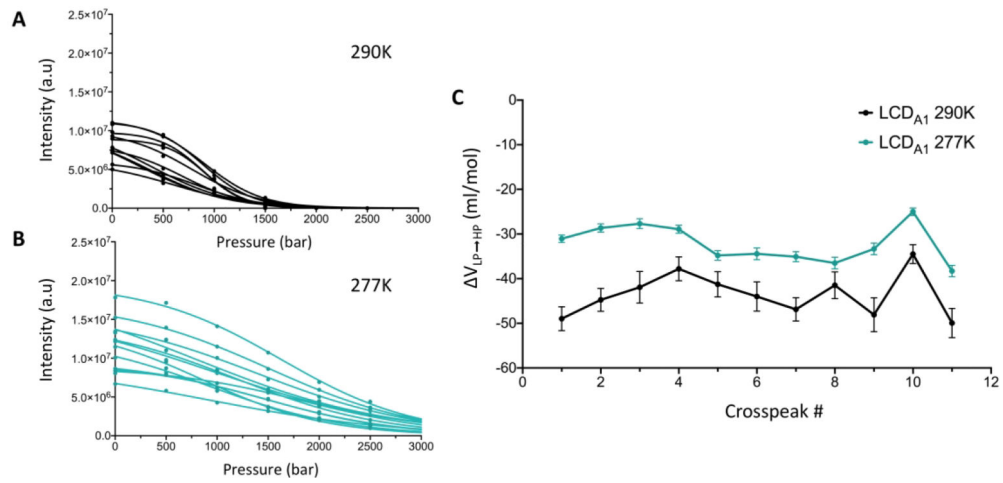 A
290K
Intensity (a.u)
2.5×10⁷
2.0×10⁷
1.5×10⁷
1.0×10⁷
5.0×10⁶
0.0
0 500 1000 1500 2000 2500 3000
Pressure (bar)
B
277K
Intensity (a.u)
2.5×10⁷
2.0×10⁷
1.5×10⁷
1.0×10⁷
5.0×10⁶
0.0
0 500 1000 1500 2000 2500 3000
Pressure (bar)
C
LCD_A1 290K
LCD_A1 277K
ΔV_LP→HP (ml/mol)
0
-10
-20
-30
-40
-50
-60
0 2 4 6 8 10 12
Crosspeak #